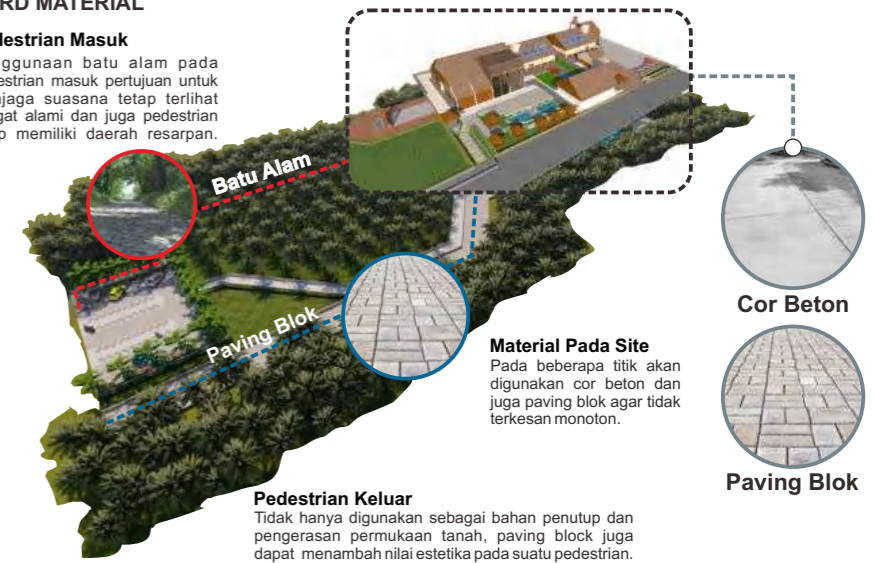 RD MATERIAL
destrian Masuk
ggunaan batu alam pada
estrian masuk pertujuan untuk
jaga suasana tetap terlihat
gat alami dan juga pedestrian
p memiliki daerah resarpan.
Batu Alam
Paving Blok
Cor Beton
Material Pada Site
Pada beberapa titik akan
digunakan cor beton dan
juga paving blok agar tidak
terkesan monoton.
Paving Blok
Pedestrian Keluar
Tidak hanya digunakan sebagai bahan penutup dan
pengerasan permukaan tanah, paving block juga
dapat menambah nilai estetika pada suatu pedestrian.